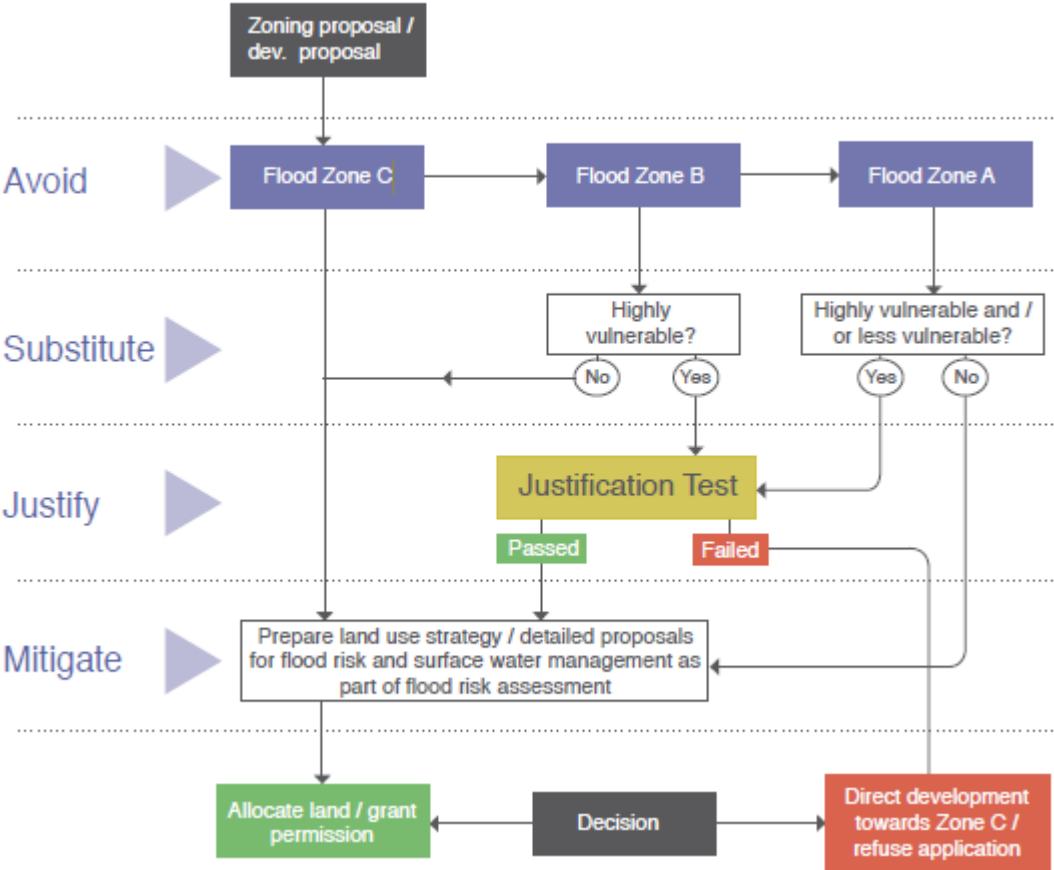 Zoning proposal /
dev. proposal
Avoid
Flood Zone C
Flood Zone B
Flood Zone A
Substitute
Highly
vulnerable?
Highly vulnerable and /
or less vulnerable?
No
Yes
Yes
No
Justify
Justification Test
Passed
Failed
Mitigate
Prepare land use strategy / detailed proposals
for flood risk and surface water management as
part of flood risk assessment
Allocate land / grant
permission
Decision
Direct development
towards Zone C /
refuse application